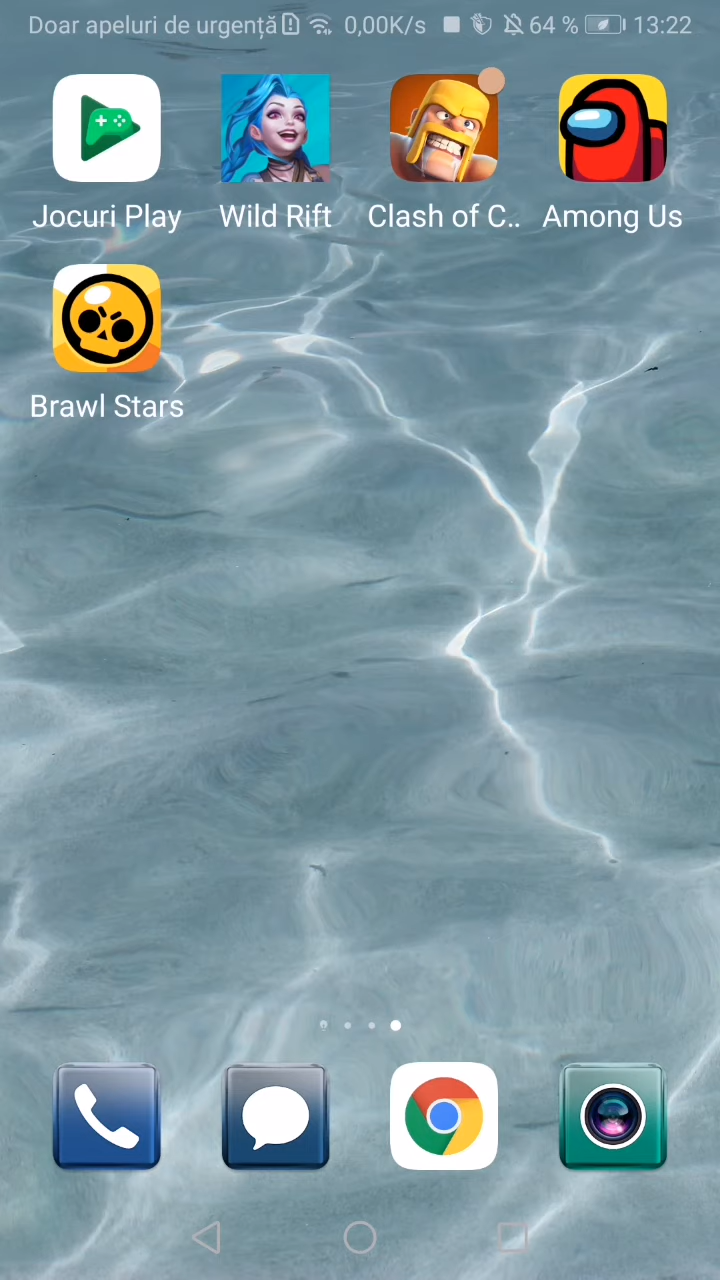 Doar apeluri de urgență 0,00K/s 64 % 13:22
Jocuri Play Wild Rift Clash of C.. Among Us
Brawl Stars